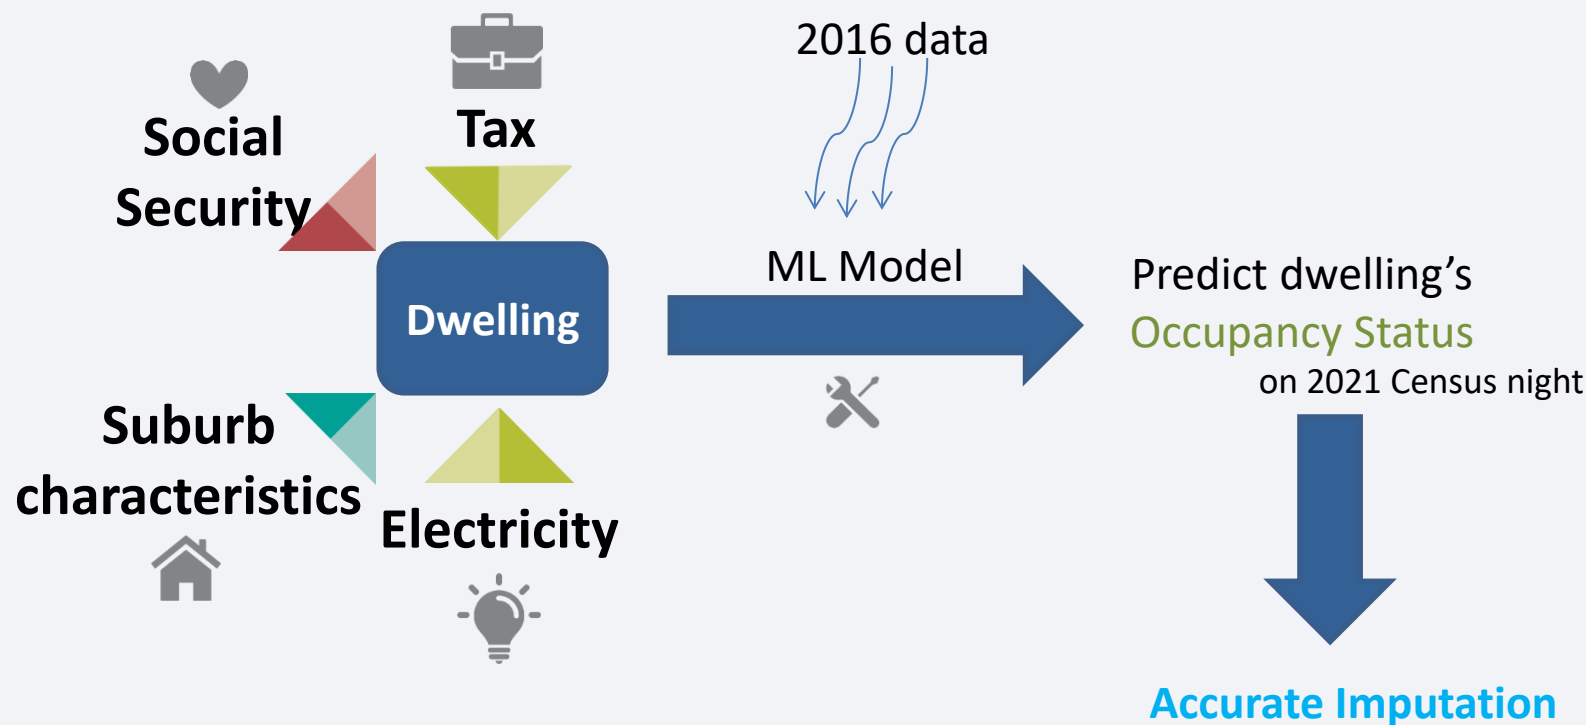 Social
Security
Tax
Dwelling
Suburb
characteristics
Electricity
2016 data
ML Model
Predict dwelling’s
Occupancy Status
on 2021 Census night
Accurate Imputation